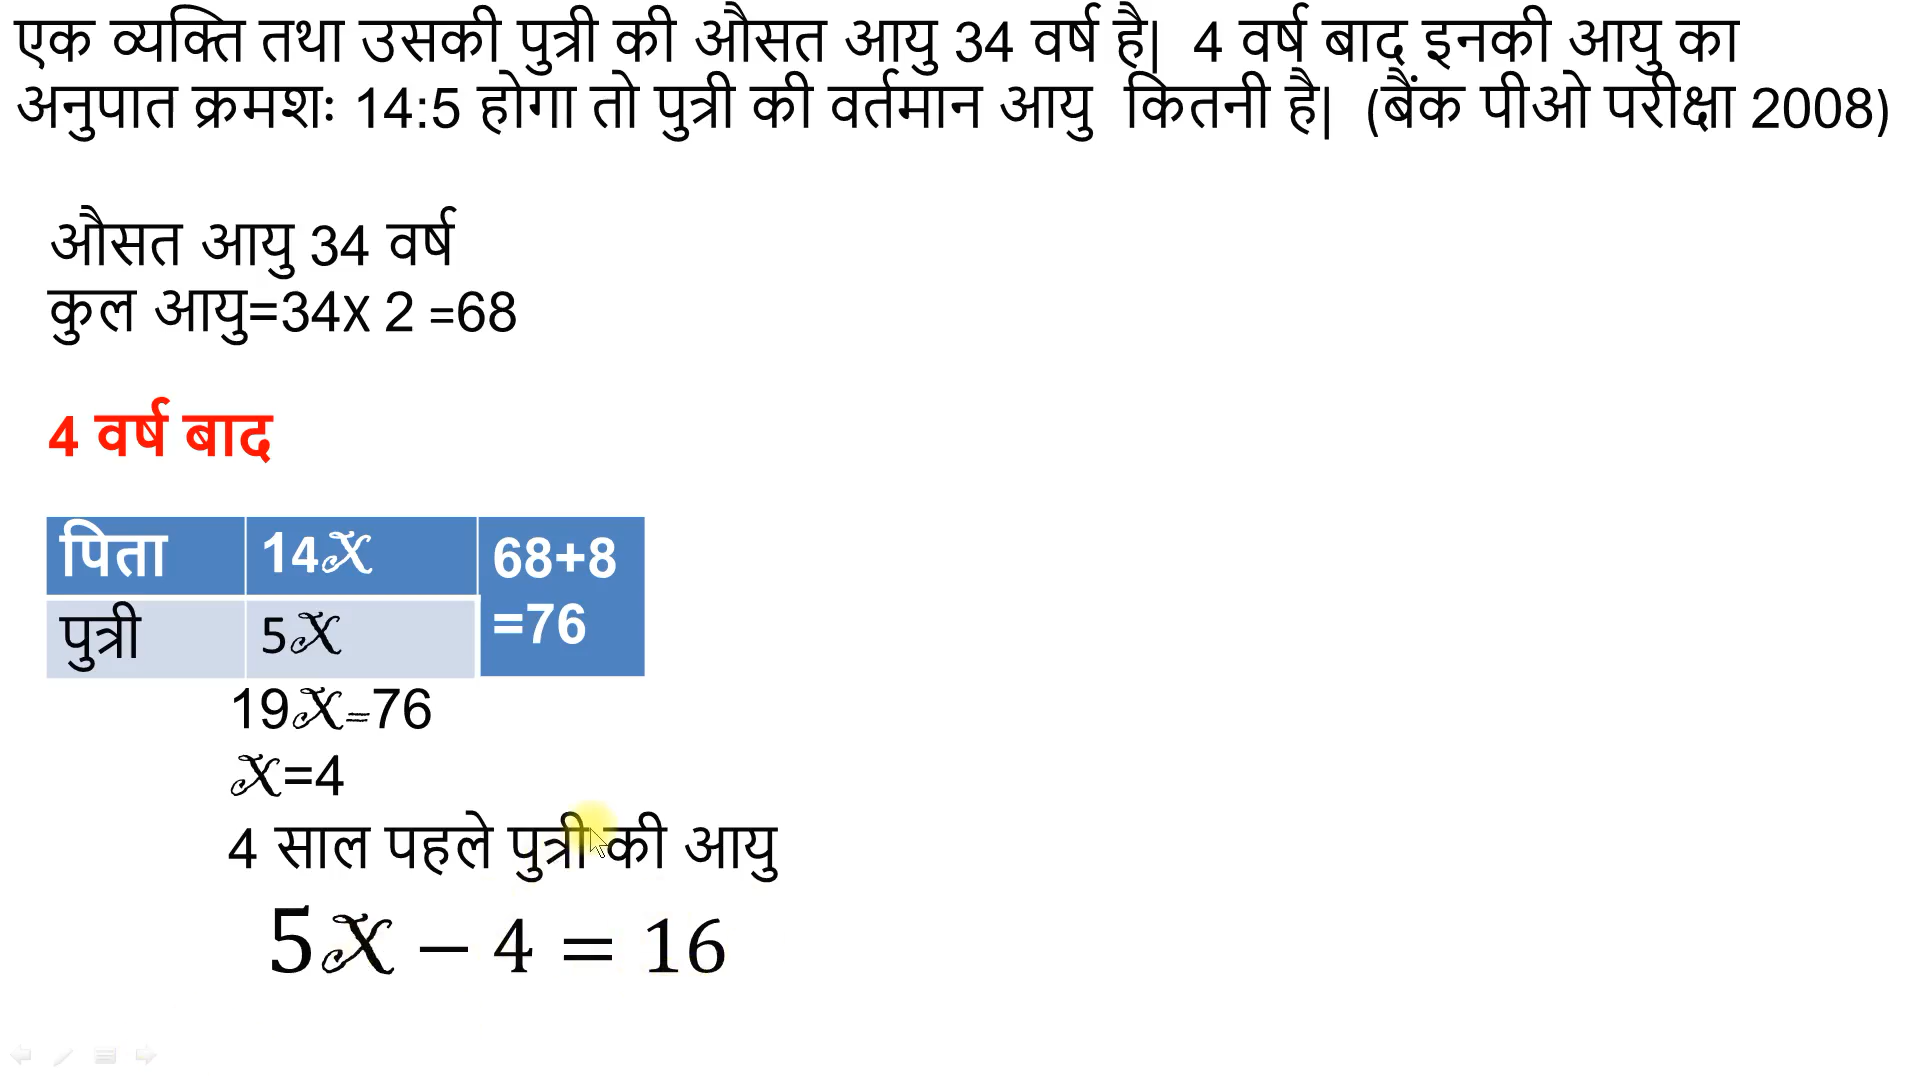 एक व्यक्ति तथा उसकी पुत्री की औसत आयु 34 वर्ष है| 4 वर्ष बाद इनकी आयु का
अनुपात क्रमशः 14:5 होगा तो पुत्री की वर्तमान आयु कितनी है| (बैंक पीओ परीक्षा 2008)
औसत आयु 34 वर्ष
कुल आयु=34X 2 =68
4 वर्ष बाद
पिता 14𝒳 68+8
=76
पुत्री 5𝒳
19𝒳=76
𝒳=4
4 साल पहले पुत्री की आयु
5𝒳 − 4 = 16